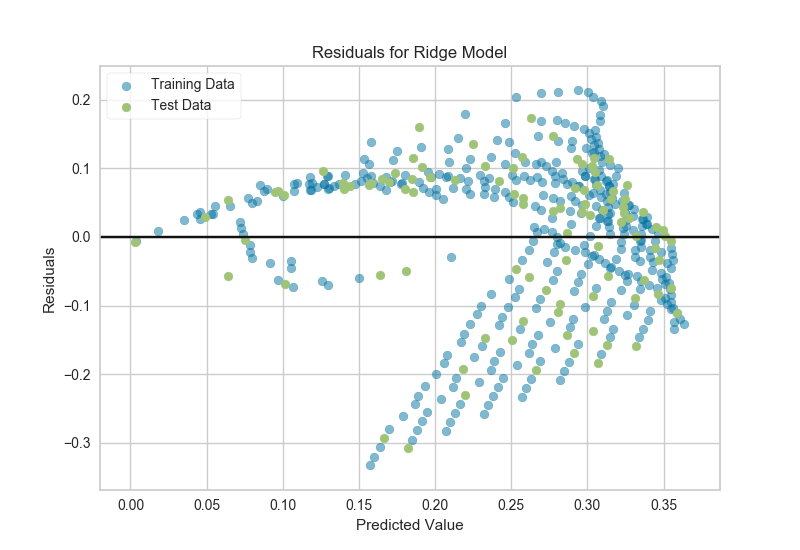 Residuals for Ridge Model
Training Data
Test Data
0.2
0.1
0.0
−0.1
−0.2
−0.3
Residuals
0.00 0.05 0.10 0.15 0.20 0.25 0.30 0.35
Predicted Value